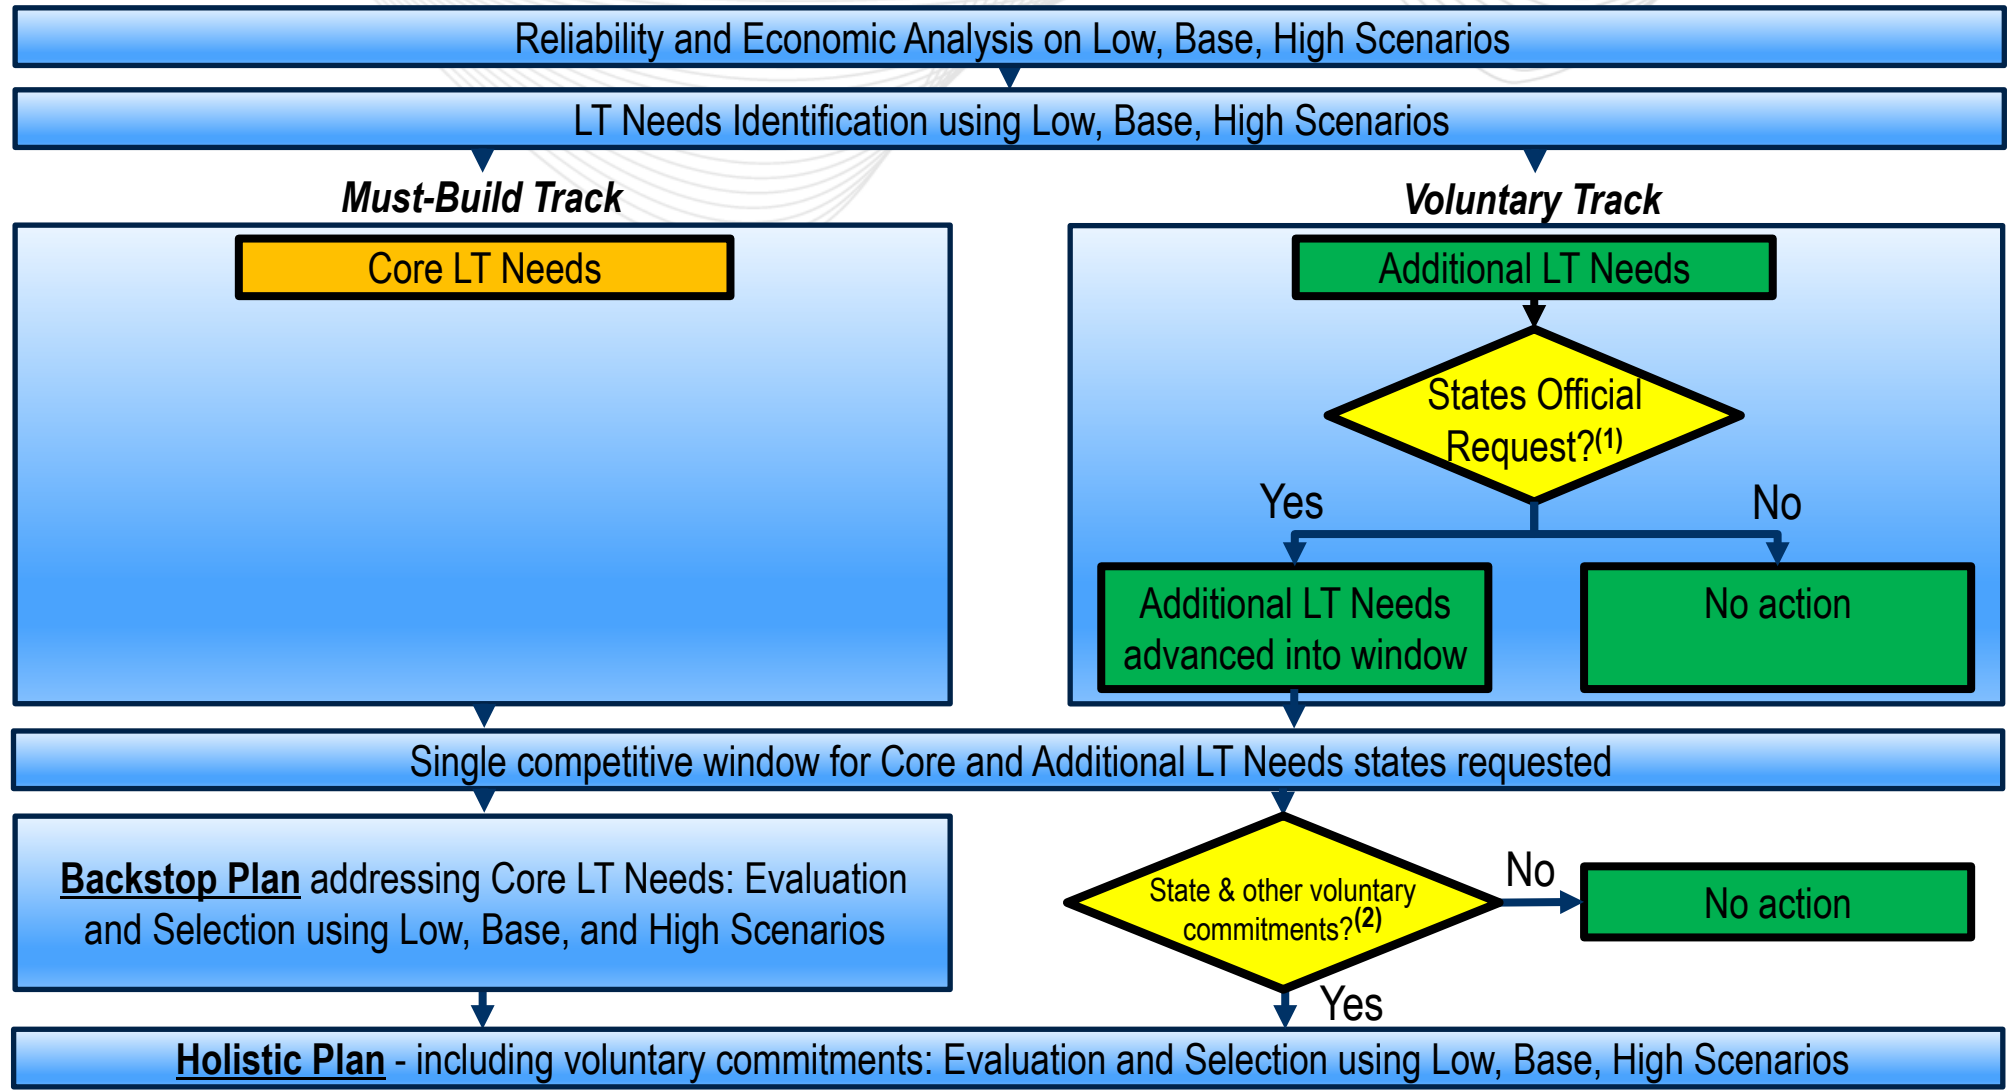 Reliability and Economic Analysis on Low, Base, High Scenarios
LT Needs Identification using Low, Base, High Scenarios
Must-Build Track
Voluntary Track
Core LT Needs
Additional LT Needs
States Official
Request?(1)
Yes
No
Additional LT Needs
advanced into window
No action
Single competitive window for Core and Additional LT Needs states requested
Backstop Plan addressing Core LT Needs: Evaluation
and Selection using Low, Base, and High Scenarios
State & other voluntary
commitments?(2)
No
No action
Yes
Holistic Plan - including voluntary commitments: Evaluation and Selection using Low, Base, High Scenarios